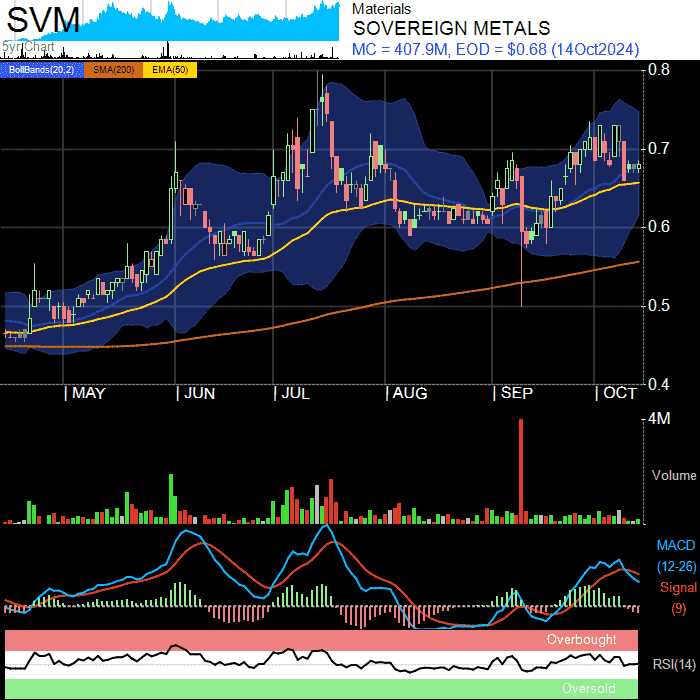 SVM
5yr Chart
Materials
SOVEREIGN METALS
MC = 407.9M, EOD = $0.68 (14Oct2024)
BollBands(20,2) SMA(200) EMA(50)
0.8
0.7
0.6
0.5
0.4
MAY JUN JUL AUG SEP OCT
4M
Volume
MACD
(12-26)
Signal
(9)
Overbought
RSI(14)
Oversold